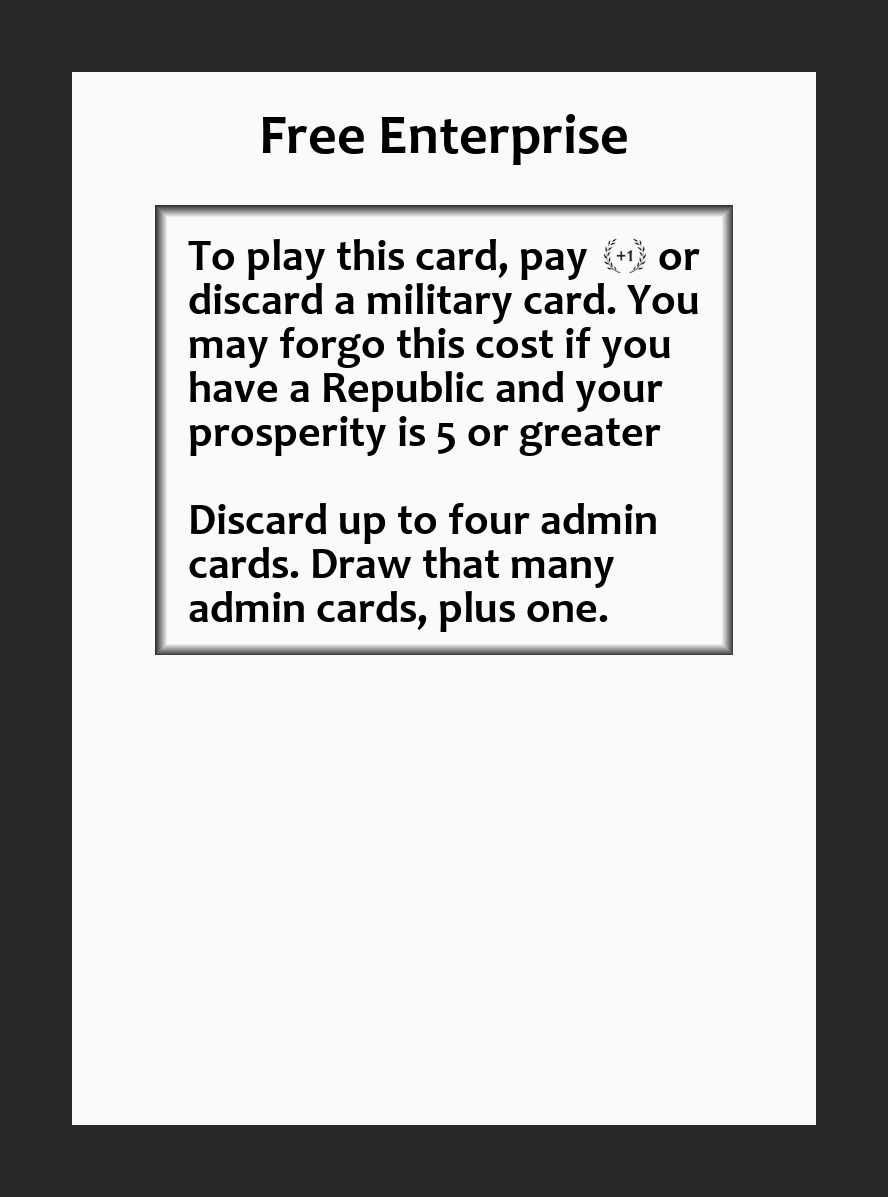 Free Enterprise
To play this card, pay +1 or
discard a military card. You
may forgo this cost if you
have a Republic and your
prosperity is 5 or greater
Discard up to four admin
cards. Draw that many
admin cards, plus one.